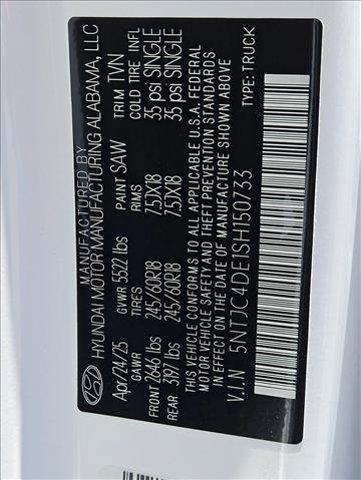 MANUFACTURED BY
HYUNDAI MOTOR MANUFACTURING ALABAMA, LLC
Apr/24/25 GVWR 5522 lbs PAINT SAW TRIM TVN
GAWR TIRES RIMS COLD TIRE INFL
FRONT 2646 lbs 245/60R18 7.5JX18 35 psi SINGLE
REAR 3197 lbs 245/60R18 7.5JX18 35 psi SINGLE
THIS VEHICLE CONFORMS TO ALL APPLICABLE U.S.A. FEDERAL
MOTOR VEHICLE SAFETY AND THEFT PREVENTION STANDARDS
IN EFFECT ON THE DATE OF MANUFACTURE SHOWN ABOVE
V.I.N 5NTJC4DE1SH150733 TYPE: TRUCK